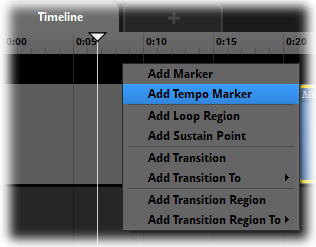 Timeline +
0:00 0:05 0:10 0:15 0:20
Add Marker
Add Tempo Marker
Add Loop Region
Add Sustain Point
Add Transition
Add Transition To
Add Transition Region
Add Transition Region To